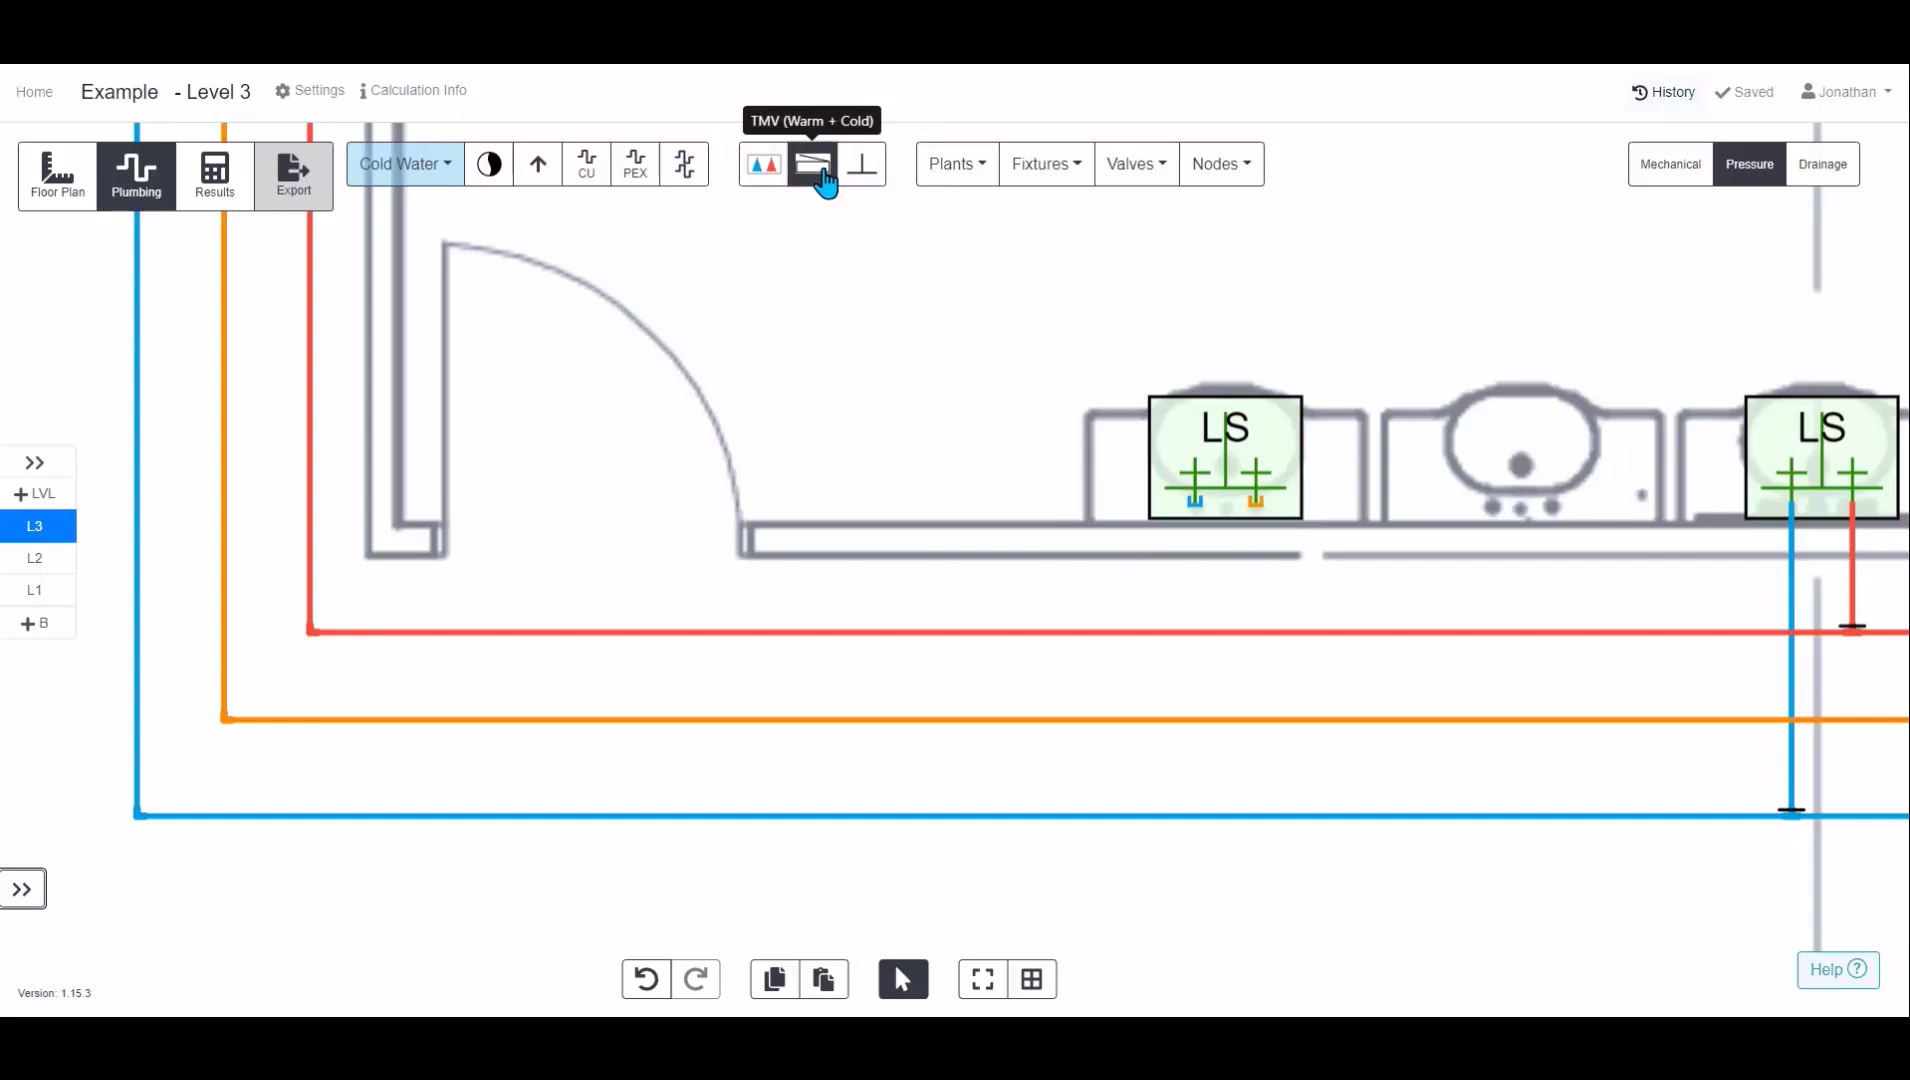 Home
Example - Level 3
Settings
Calculation Info
History
Saved
Jonathan
TMV (Warm + Cold)
Floor Plan
Plumbing
Results
Export
Cold Water
CU
PEX
Plants
Fixtures
Valves
Nodes
Mechanical
Pressure
Drainage
LS
LS
LVL
L3
L2
L1
B
Version: 1.15.3
Help